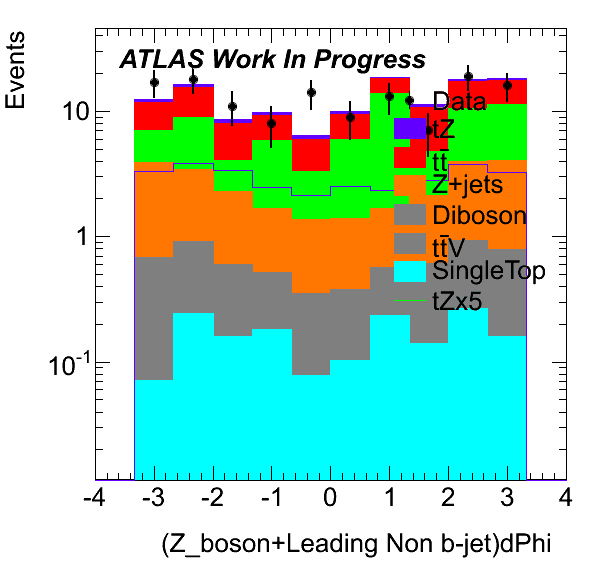 Events
ATLAS Work In Progress
10
1
10⁻¹
Data
tZ
tt̄
Z+jets
Diboson
tt̄V
SingleTop
tZx5
-4 -3 -2 -1 0 1 2 3 4
(Z_boson+Leading Non b-jet)dPhi